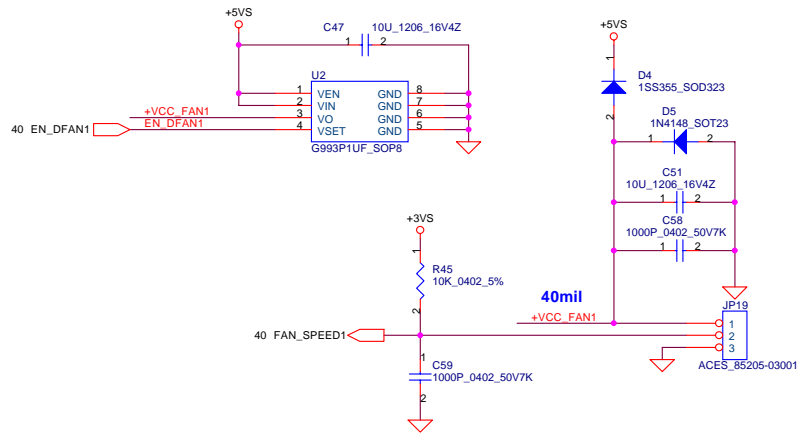 +5VS
C47 10U_1206_16V4Z
1 2
U2
1 VEN GND 8
2 VIN GND 7
3 VO GND 6
4 VSET GND 5
G993P1UF_SOP8
+VCC_FAN1
EN_DFAN1
40 EN_DFAN1
+5VS
1
D4
1SS355_SOD323
2
D5
1N4148_SOT23
1 2
C51
10U_1206_16V4Z
1 2
C58
1000P_0402_50V7K
1 2
+3VS
1
R45
10K_0402_5%
2
40 FAN_SPEED1
1
C59
1000P_0402_50V7K
2
40mil
+VCC_FAN1
JP19
1
2
3
ACES_85205-03001